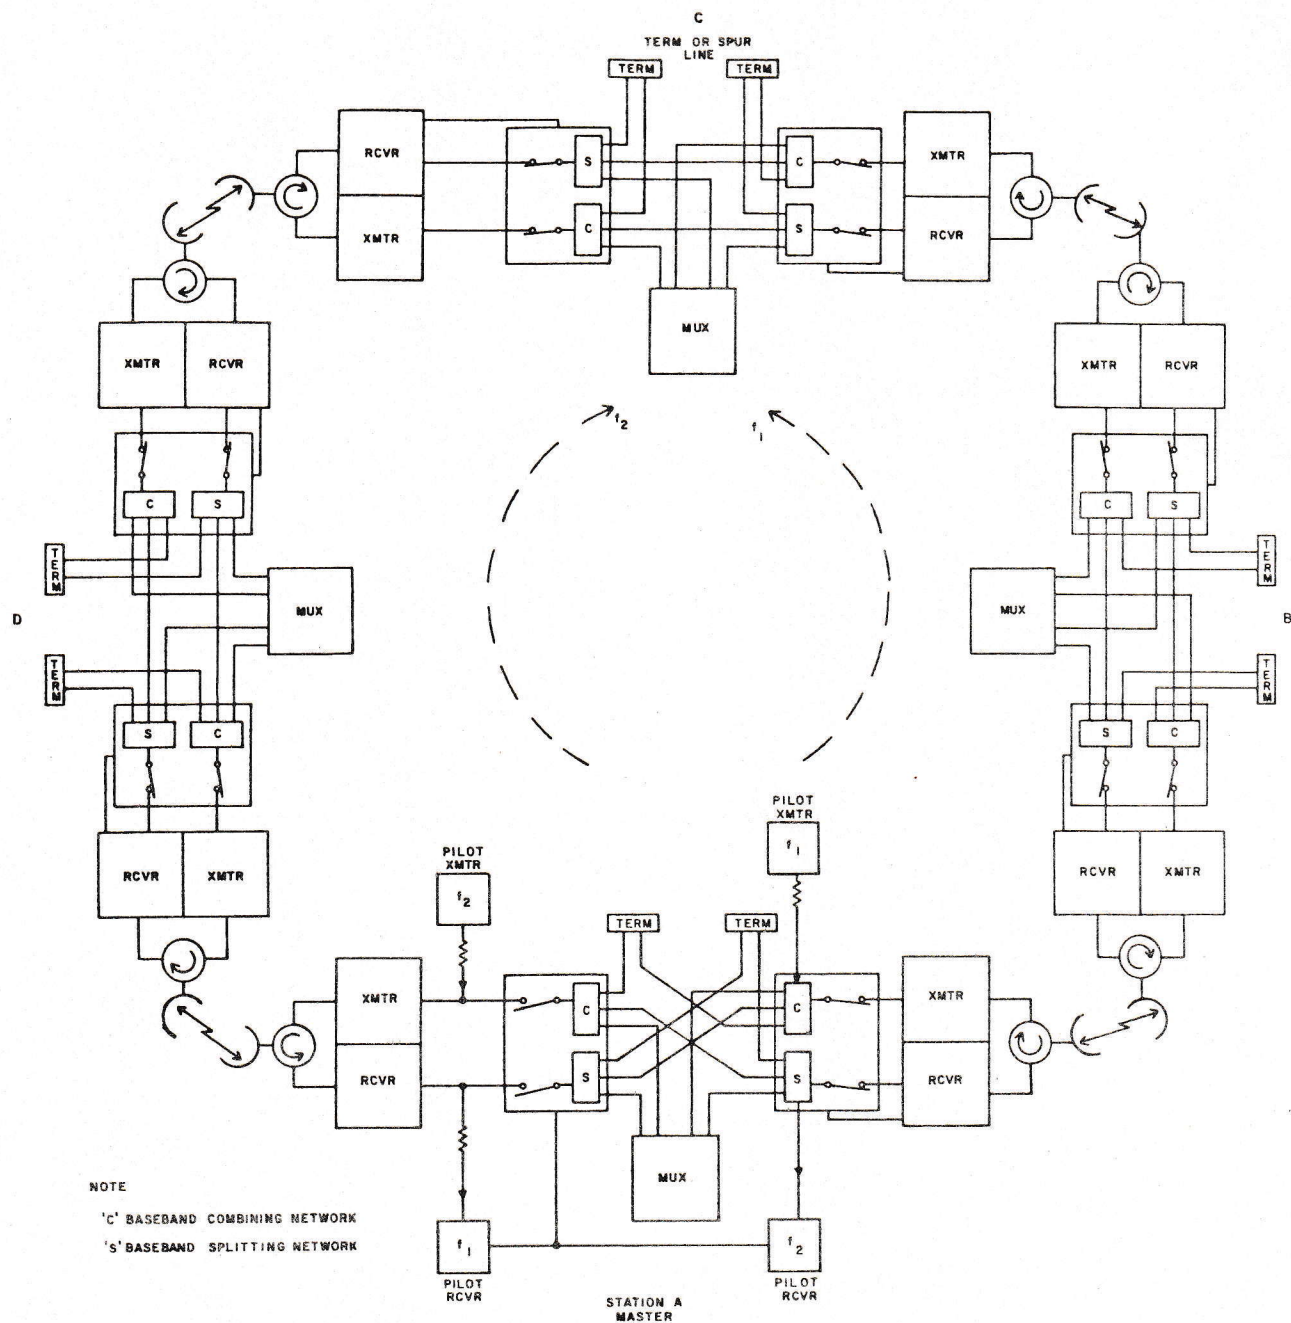 C
TERM OR SPUR
LINE
TERM
TERM
RCVR
XMTR
S
C
C
S
XMTR
RCVR
MUX
XMTR
RCVR
XMTR
RCVR
f2
f1
C
S
C
S
TERM
TERM
D
MUX
MUX
B
TERM
TERM
S
C
S
C
RCVR
XMTR
RCVR
XMTR
PILOT
XMTR
f1
PILOT
XMTR
f2
TERM
TERM
XMTR
RCVR
C
S
C
S
XMTR
RCVR
MUX
NOTE
'C' BASEBAND COMBINING NETWORK
'S' BASEBAND SPLITTING NETWORK
f1
PILOT
RCVR
f2
PILOT
RCVR
STATION A
MASTER